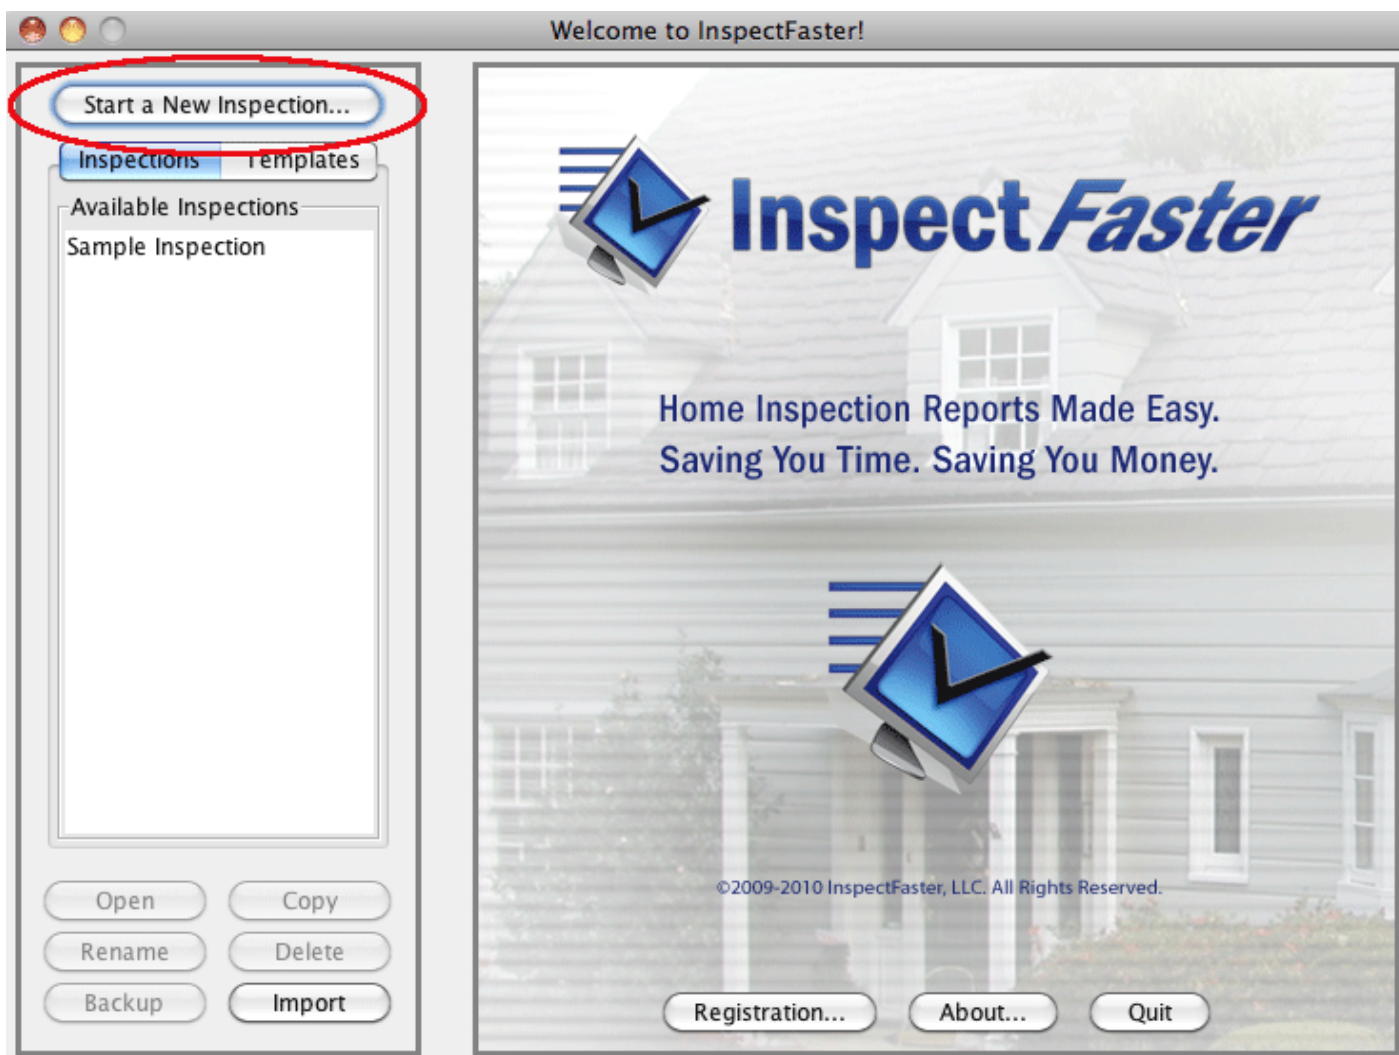 Welcome to InspectFaster!
Start a New Inspection...
Inspections Templates
Available Inspections
Sample Inspection
Open Copy
Rename Delete
Backup Import
Inspect Faster
Home Inspection Reports Made Easy.
Saving You Time. Saving You Money.
©2009-2010 InspectFaster, LLC. All Rights Reserved.
Registration... About... Quit